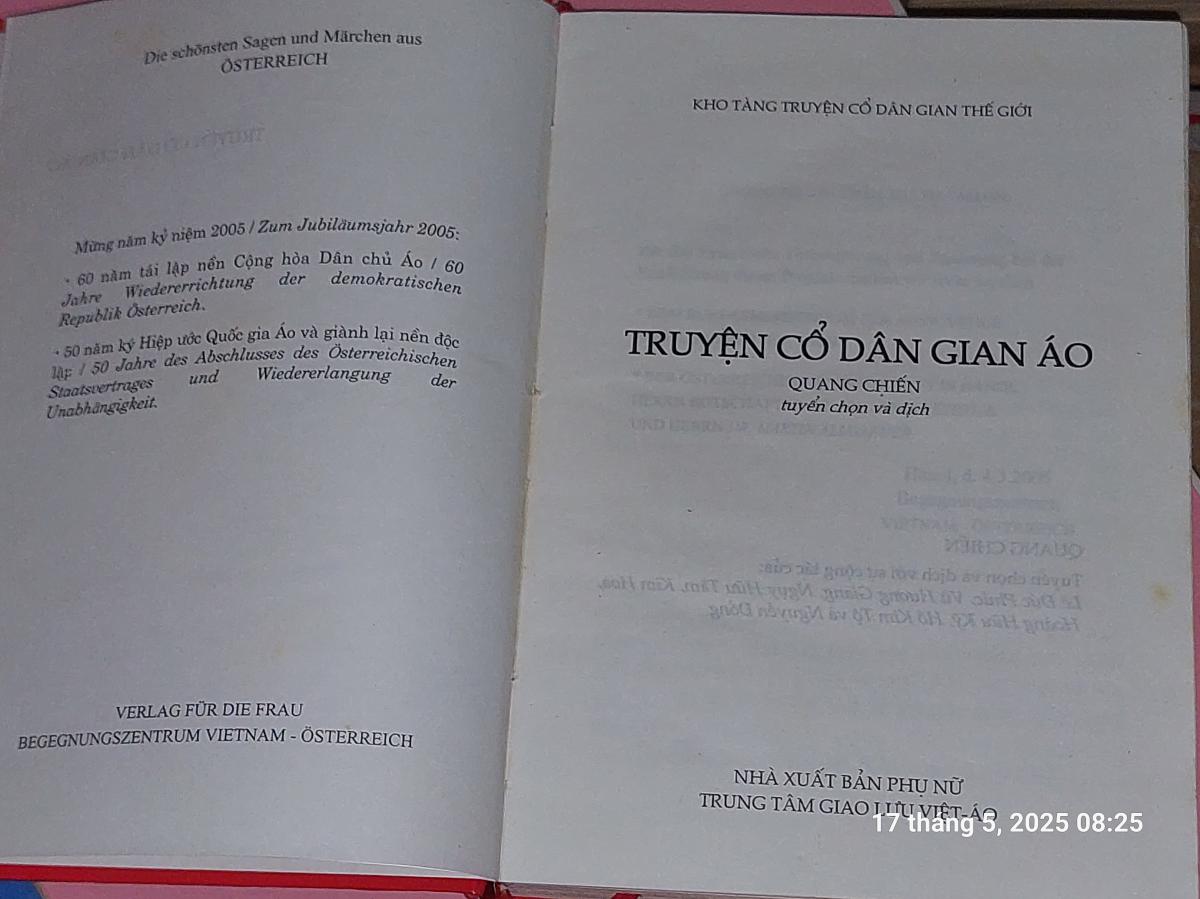 Die schönsten Sagen und Märchen aus
ÖSTERREICH
Mừng năm kỷ niệm 2005 / Zum Jubiläumsjahr 2005:
• 60 năm tái lập nền Cộng hòa Dân chủ Áo / 60
Jahre Wiedererrichtung der demokratischen
Republik Österreich.
• 50 năm ký Hiệp ước Quốc gia Áo và giành lại nền độc
lập / 50 Jahre des Abschlusses des Österreichischen
Staatsvertrages und Wiedererlangung der
Unabhängigkeit.
VERLAG FÜR DIE FRAU
BEGEGNUNGSZENTRUM VIETNAM - ÖSTERREICH
KHO TÀNG TRUYỆN CỔ DÂN GIAN THẾ GIỚI
TRUYỆN CỔ DÂN GIAN ÁO
QUANG CHIẾN
tuyển chọn và dịch
NHÀ XUẤT BẢN PHỤ NỮ
TRUNG TÂM GIAO LƯU VIỆT-ÁO
17 tháng 5, 2025 08:25